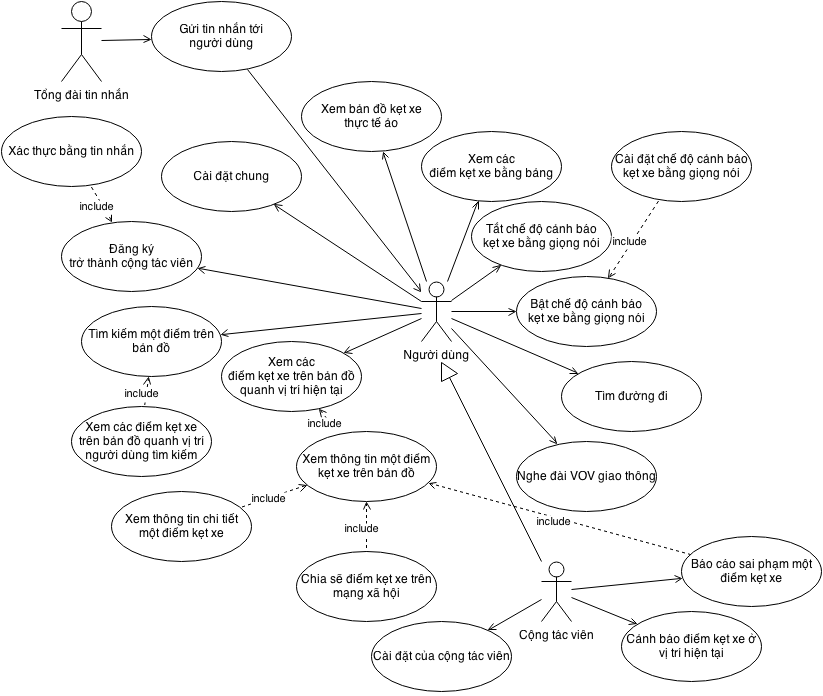 Gửi tin nhắn tới
người dùng
Tổng đài tin nhắn
Xem bản đồ kẹt xe
thực tế ảo
Xác thực bằng tin nhắn
Cài đặt chung
Xem các
điểm kẹt xe bằng bảng
Cài đặt chế độ cảnh báo
kẹt xe bằng giọng nói
include
Tắt chế độ cảnh báo
kẹt xe bằng giọng nói
include
Đăng ký
trở thành cộng tác viên
Bật chế độ cảnh báo
kẹt xe bằng giọng nói
Tìm kiếm một điểm trên
bản đồ
Người dùng
Xem các
điểm kẹt xe trên bản đồ
quanh vị trí hiện tại
include
Tìm đường đi
Xem các điểm kẹt xe
trên bản đồ quanh vị trí
người dùng tìm kiếm
include
Xem thông tin một điểm
kẹt xe trên bản đồ
Nghe đài VOV giao thông
include
Xem thông tin chi tiết
một điểm kẹt xe
include
include
Chia sẽ điểm kẹt xe trên
mạng xã hội
Báo cáo sai phạm một
điểm kẹt xe
Cộng tác viên
Cài đặt của cộng tác viên
Cảnh báo điểm kẹt xe ở
vị trí hiện tại